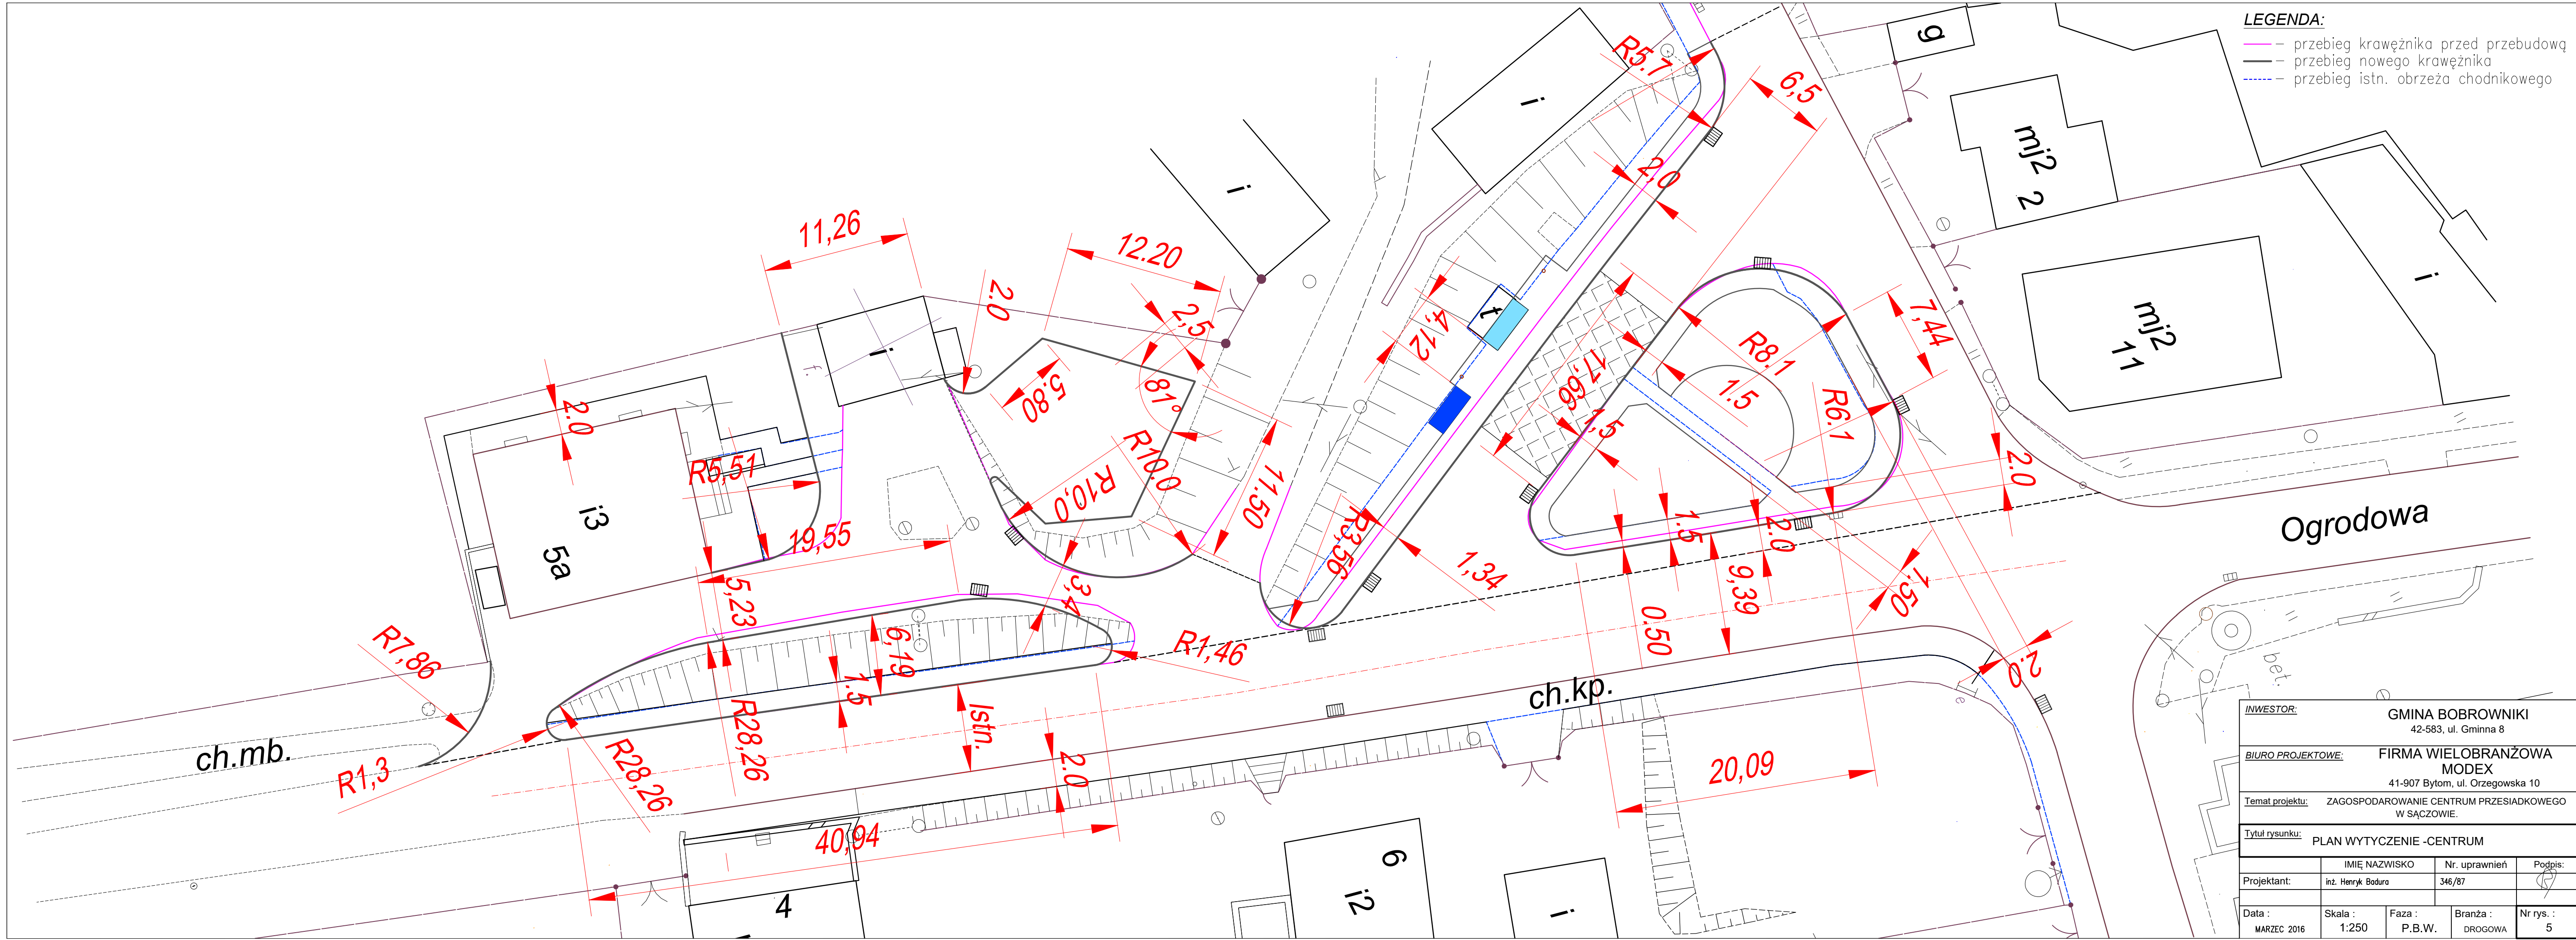 LEGENDA:
— przebieg krawężnika przed przebudową
— przebieg nowego krawężnika
— przebieg istn. obrzeża chodnikowego
R5.7
6,5
g
i
mj2
2
2,0
11,26
12.20
i
2.0
2,5
i
t
4,12
7,44
mj2
11
i
5.80
81°
17,66
R8.1
1.5
R6.1
1,5
2.0
f.
R5,51
i3
5a
R10.0
R10,0
11.50
2.0
Ogrodowa
19,55
5,23
3,4
R3,56
1,34
1.5
2.0
9,39
1.50
0.50
R7,86
6,19
1.5
R1,46
R28,26
R28,26
R1,3
ch.mb.
Istn.
ch.kp.
2.0
2.0
e
bet.
20,09
40,94
4
6
i2
i
INWESTOR:
GMINA BOBROWNIKI
42-583, ul. Gminna 8
BIURO PROJEKTOWE:
FIRMA WIELOBRANŻOWA
MODEX
41-907 Bytom, ul. Orzegowska 10
Temat projektu: ZAGOSPODAROWANIE CENTRUM PRZESIADKOWEGO
W SĄCZOWIE.
Tytuł rysunku:
PLAN WYTYCZENIE -CENTRUM
IMIĘ NAZWISKO Nr. uprawnień Podpis:
Projektant: inż. Henryk Badura 346/87
Data : Skala : Faza : Branża : Nr rys. :
MARZEC 2016 1:250 P.B.W. DROGOWA 5